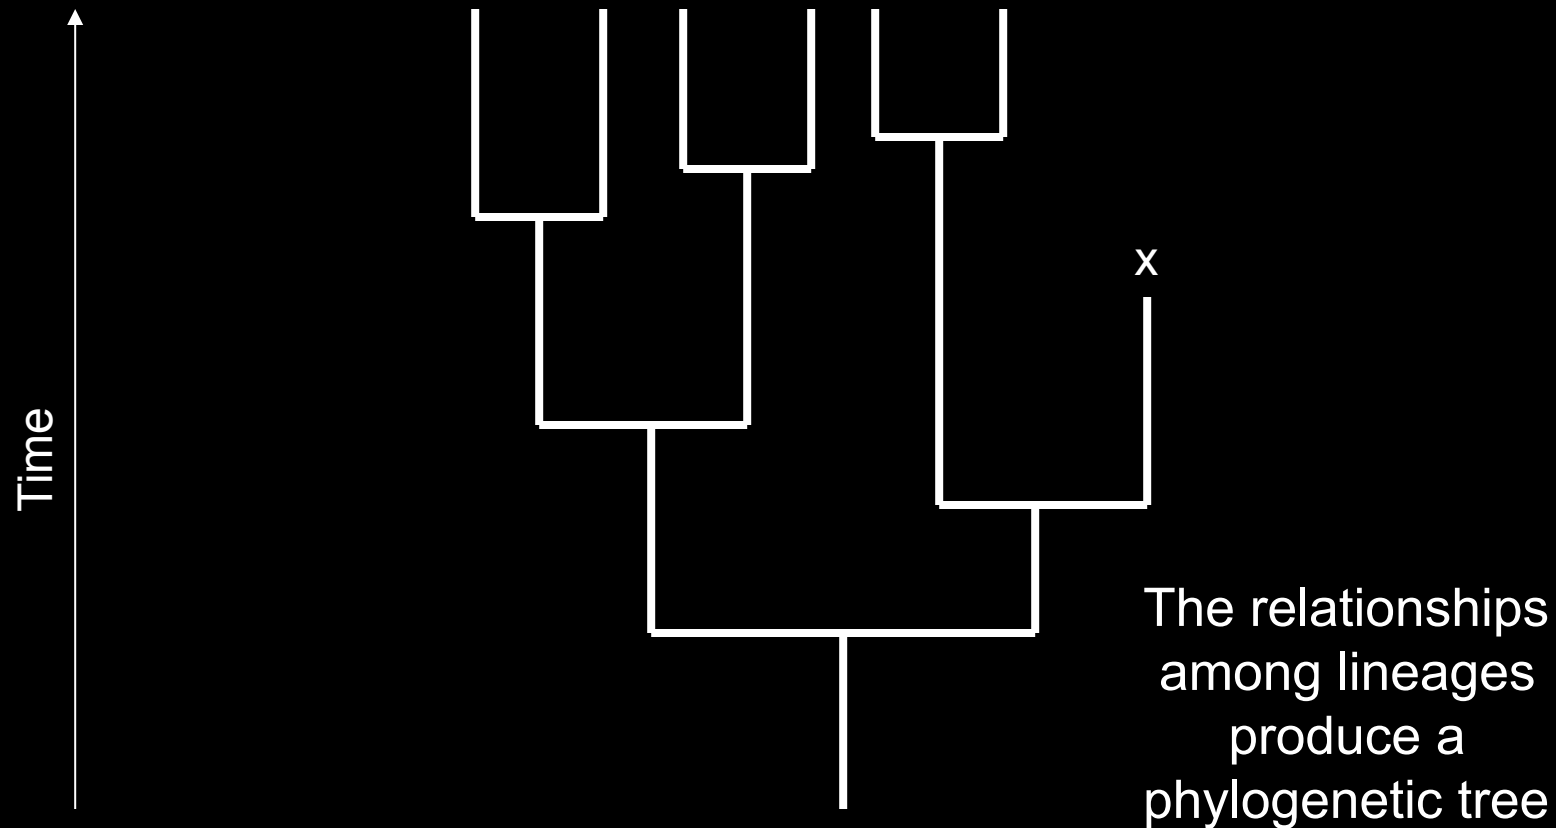 x
Time
The relationships
among lineages
produce a
phylogenetic tree